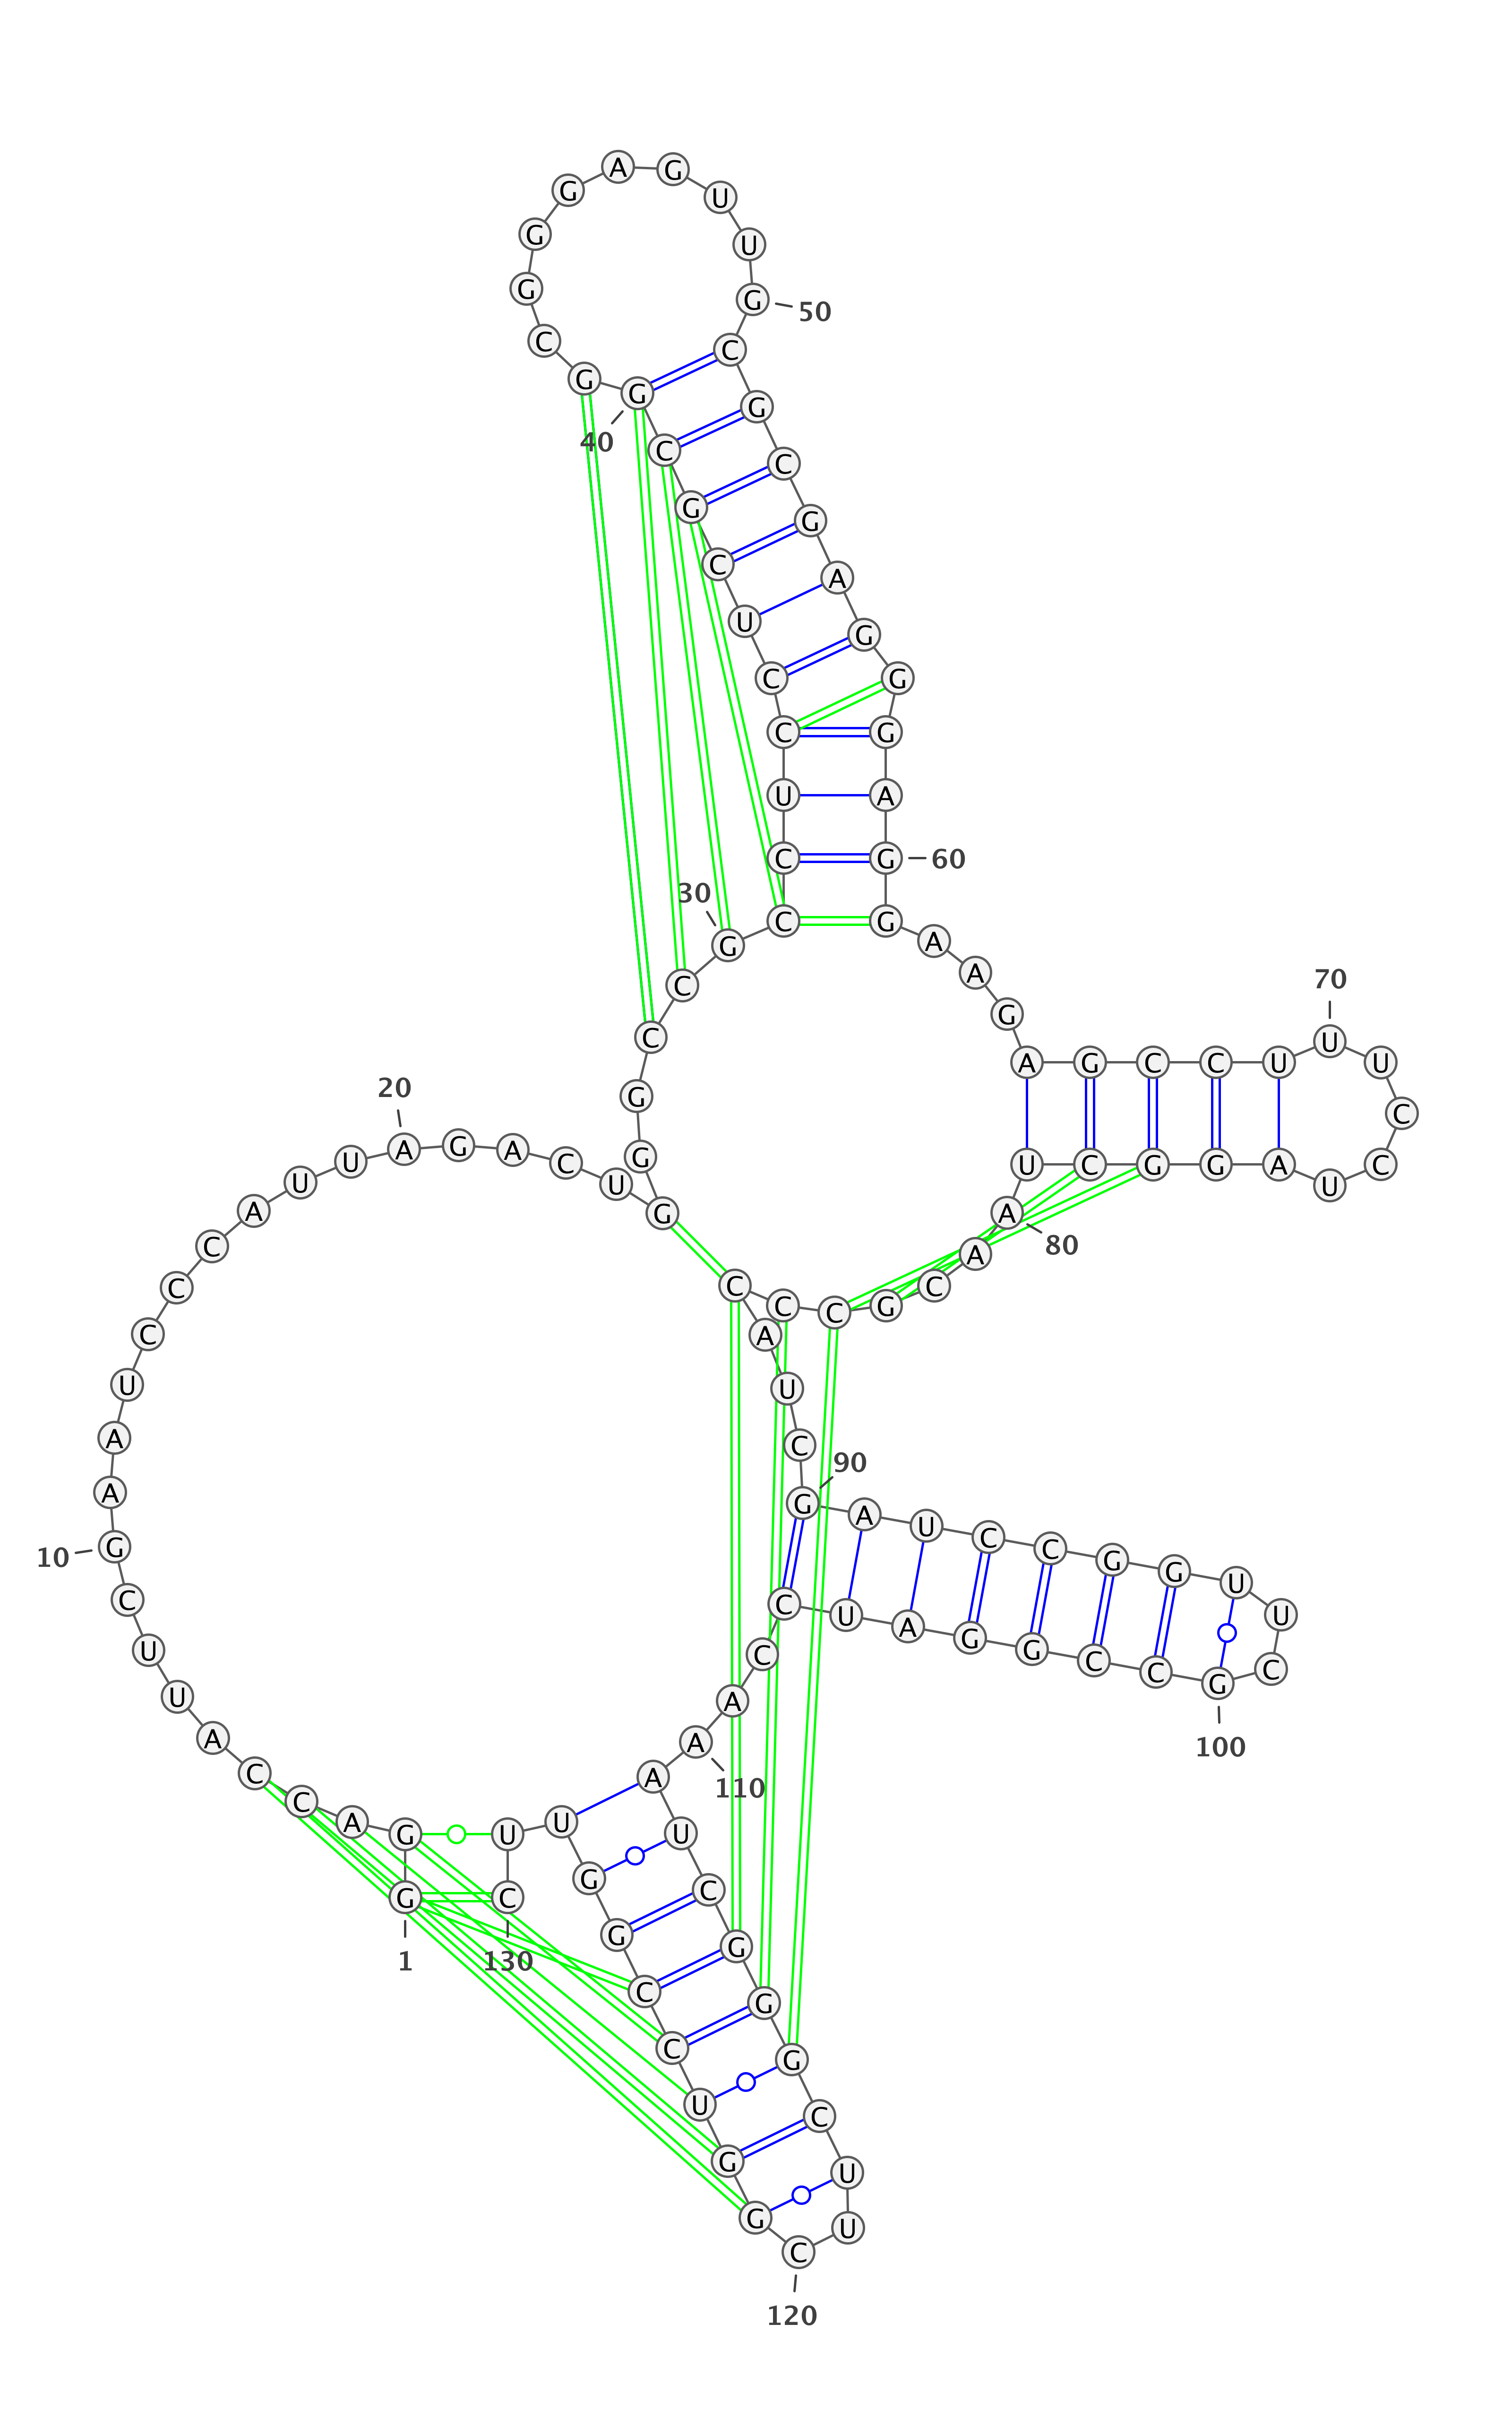 1
G G A C C A U U C G
10
A A U C C C A U U A
20
G A C U G G G C C G
30
C C U C C U C G C G
40
G C G G G A G U U G
50
C G C G A G G G A G
60
G A A G A G C C U U
70
U C C U A G G C U A
80
A C G C C C A U C G
90
A U C C G G U U C G
100
C C G G A U C C A A
110
A U C G G G C U U C
120
G G U C C G G U U C
130